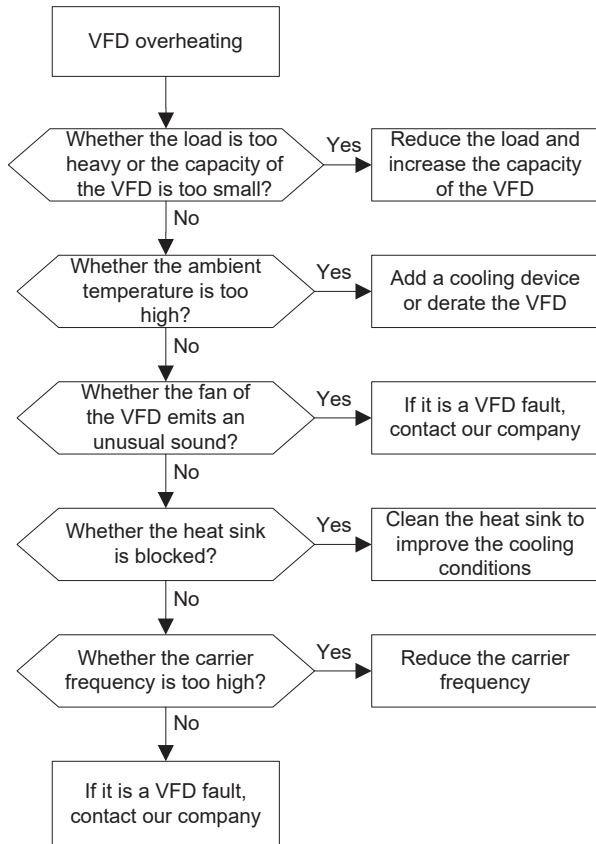 VFD overheating
Whether the load is too
heavy or the capacity of
the VFD is too small?
Yes
Reduce the load and
increase the capacity
of the VFD
No
Whether the ambient
temperature is too
high?
Yes
Add a cooling device
or derate the VFD
No
Whether the fan of
the VFD emits an
unusual sound?
Yes
If it is a VFD fault,
contact our company
No
Whether the heat sink
is blocked?
Yes
Clean the heat sink to
improve the cooling
conditions
No
Whether the carrier
frequency is too high?
Yes
Reduce the carrier
frequency
No
If it is a VFD fault,
contact our company